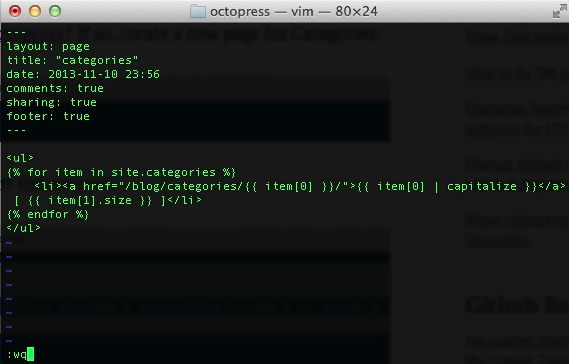 octopress — vim — 80×24
---
layout: page
title: "categories"
date: 2013-11-10 23:56
comments: true
sharing: true
footer: true
---
<ul>
{% for item in site.categories %}
    <li><a href="/blog/categories/{{ item[0] }}/">{{ item[0] | capitalize }}</a>
 [ {{ item[1].size }} ]</li>
{% endfor %}
</ul>
~
~
~
~
~
~
~
~
:wq